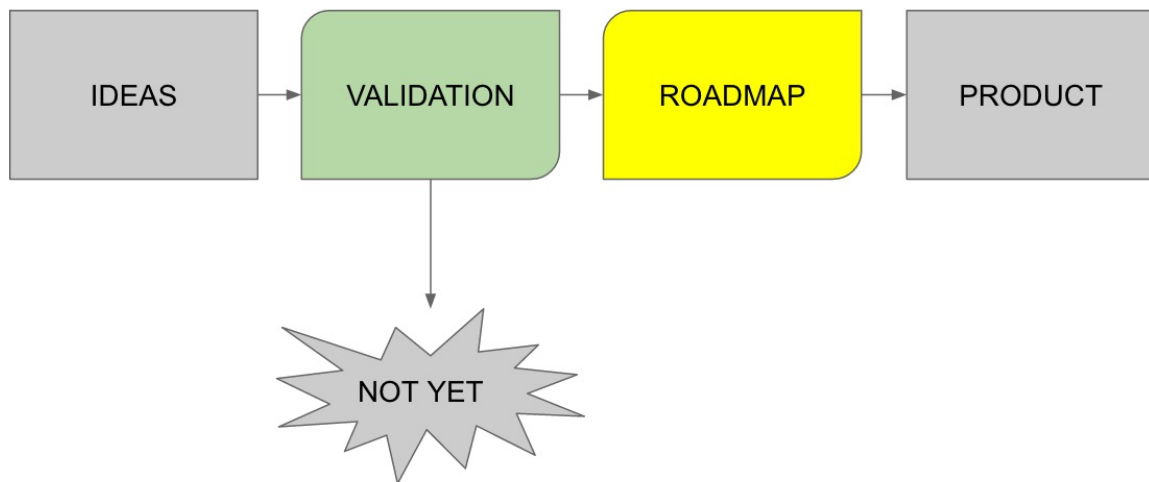 IDEAS
VALIDATION
ROADMAP
PRODUCT
NOT YET